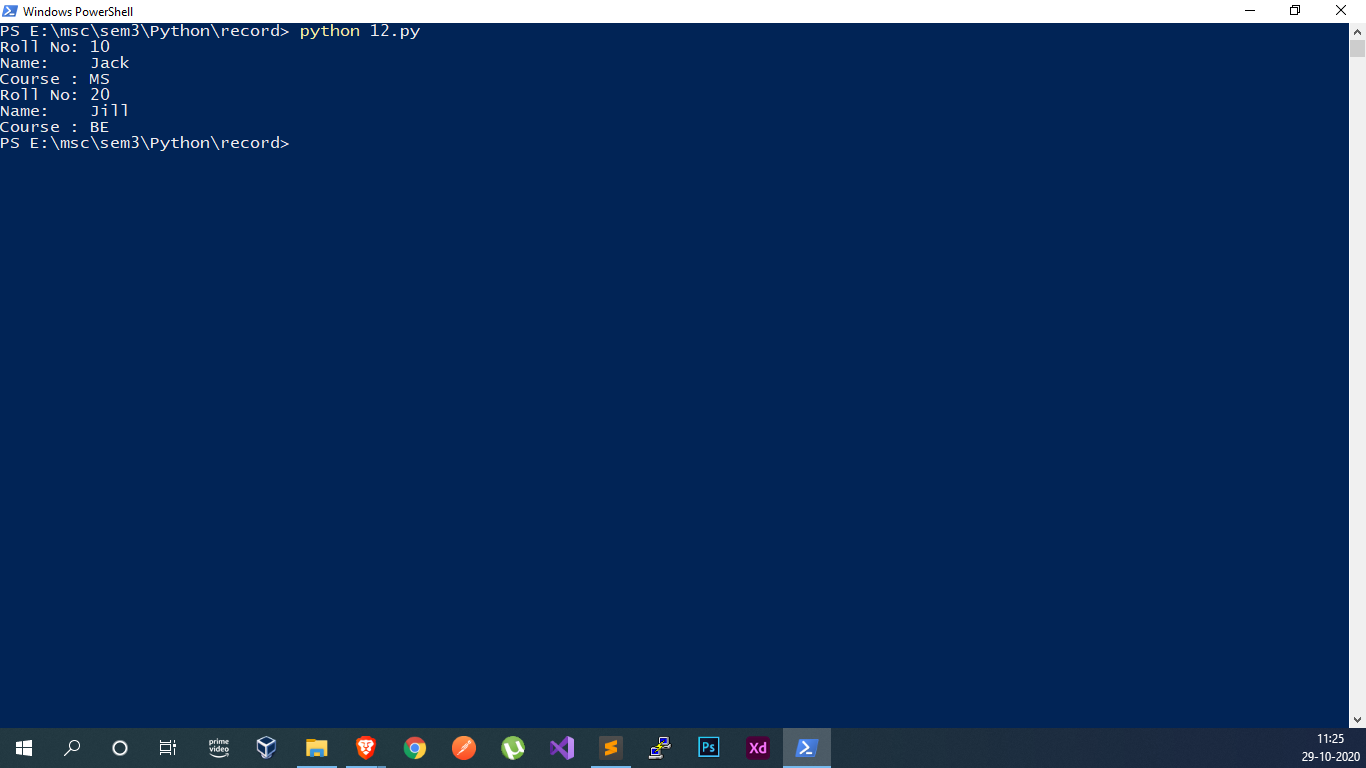 Windows PowerShell
PS E:\msc\sem3\Python\record> python 12.py
Roll No: 10
Name:    Jack
Course : MS
Roll No: 20
Name:    Jill
Course : BE
PS E:\msc\sem3\Python\record>
prime video
Ps
Xd
11:25
29-10-2020